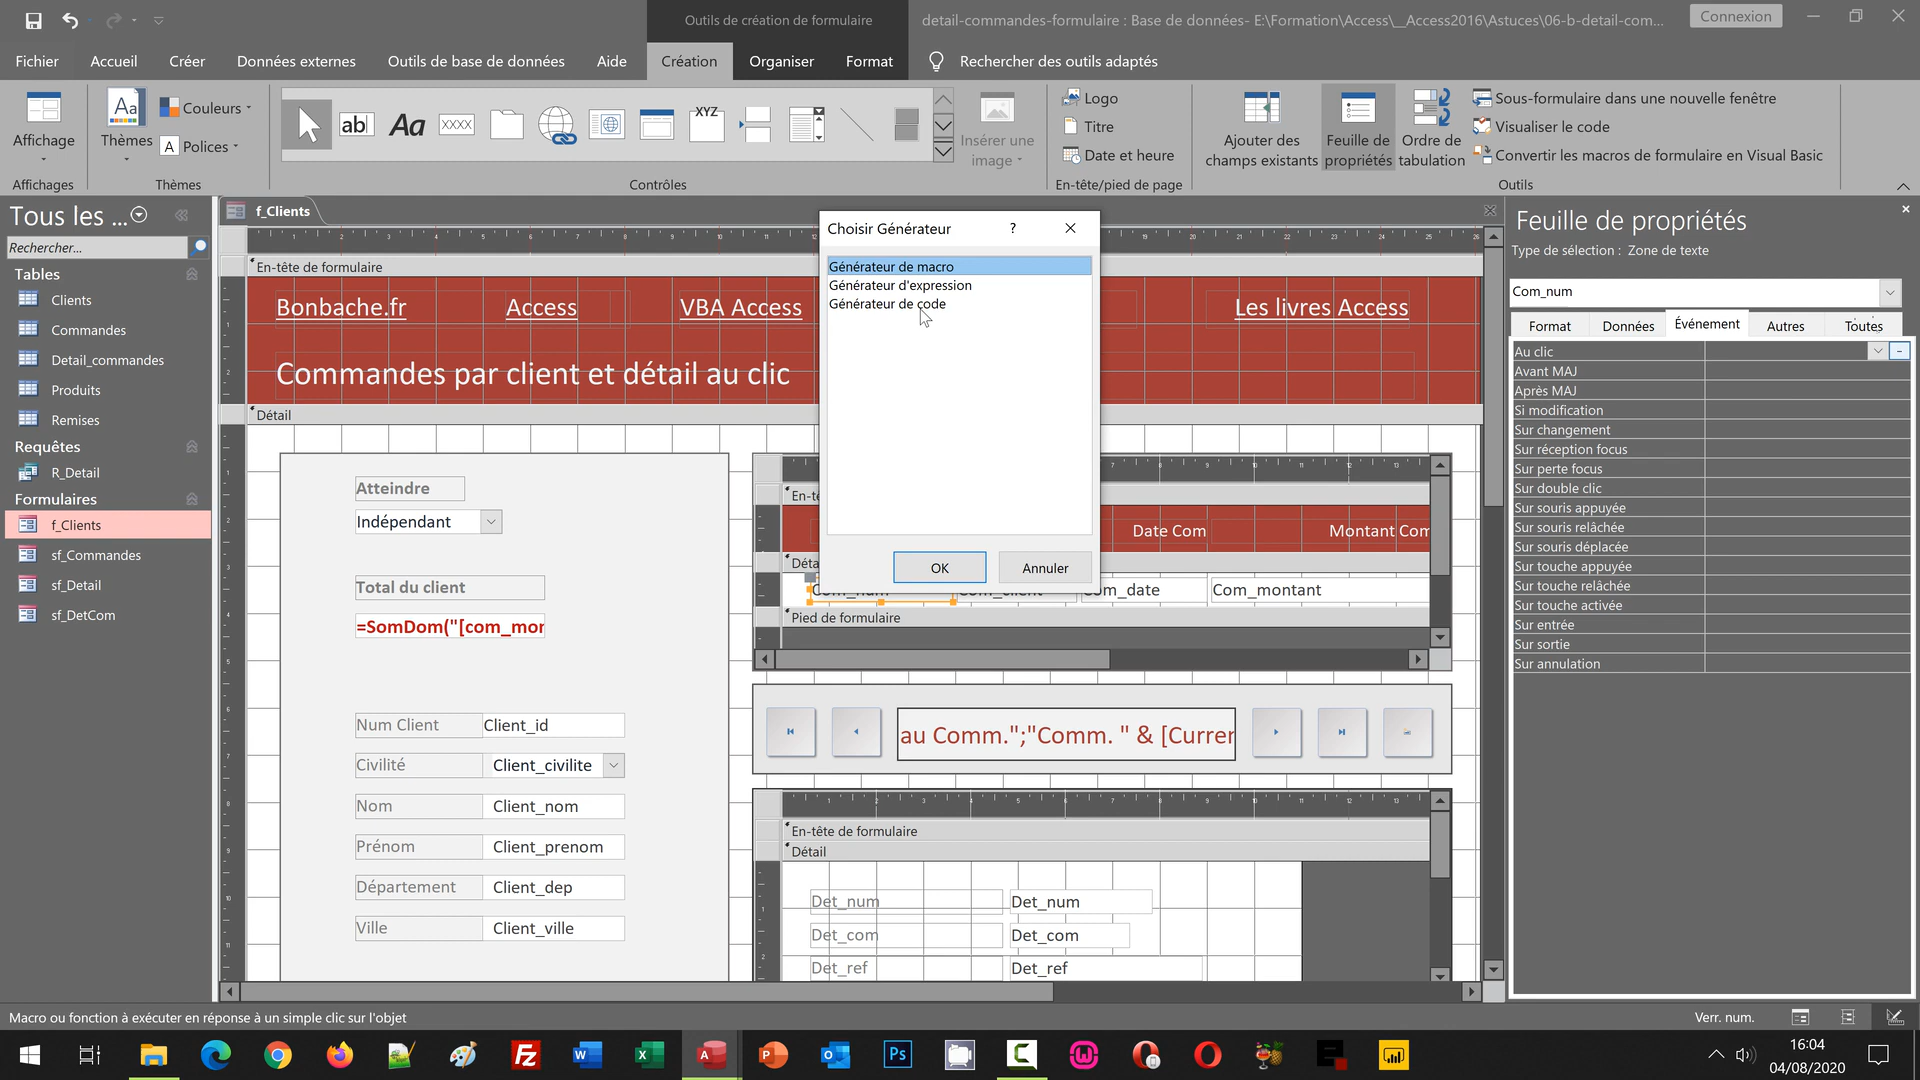 Outils de création de formulaire
detail-commandes-formulaire : Base de données- E:\Formation\Access\__Access2016\Astuces\06-b-detail-com...
Connexion
Fichier
Accueil
Créer
Données externes
Outils de base de données
Aide
Création
Organiser
Format
Rechercher des outils adaptés
Affichage
Affichages
Aa
Thèmes
Couleurs
A Polices
Thèmes
ab
Aa
XXXX
XYZ
Contrôles
Insérer une
image
Logo
Titre
Date et heure
En-tête/pied de page
Ajouter des
champs existants
Feuille de
propriétés
Ordre de
tabulation
Sous-formulaire dans une nouvelle fenêtre
Visualiser le code
Convertir les macros de formulaire en Visual Basic
Outils
Tous les ...
Rechercher...
Tables
Clients
Commandes
Detail_commandes
Produits
Remises
Requêtes
R_Detail
Formulaires
f_Clients
sf_Commandes
sf_Detail
sf_DetCom
f_Clients
En-tête de formulaire
Bonbache.fr
Access
VBA Access
Les livres Access
Commandes par client et détail au clic
Détail
Atteindre
Indépendant
Total du client
=SomDom("[com_mon
Num Client
Client_id
Civilité
Client_civilite
Nom
Client_nom
Prénom
Client_prenom
Département
Client_dep
Ville
Client_ville
Choisir Générateur
?
Générateur de macro
Générateur d'expression
Générateur de code
OK
Annuler
En-tê
Date Com
Montant Com
Déta
Com_num
Com_client
Com_date
Com_montant
Pied de formulaire
au Comm.";"Comm. " & [Curren
En-tête de formulaire
Détail
Det_num
Det_num
Det_com
Det_com
Det_ref
Det_ref
Feuille de propriétés
Type de sélection : Zone de texte
Com_num
Format
Données
Événement
Autres
Toutes
Au clic
Avant MAJ
Après MAJ
Si modification
Sur changement
Sur réception focus
Sur perte focus
Sur double clic
Sur souris appuyée
Sur souris relâchée
Sur souris déplacée
Sur touche appuyée
Sur touche relâchée
Sur touche activée
Sur entrée
Sur sortie
Sur annulation
Macro ou fonction à exécuter en réponse à un simple clic sur l'objet
Verr. num.
16:04
04/08/2020